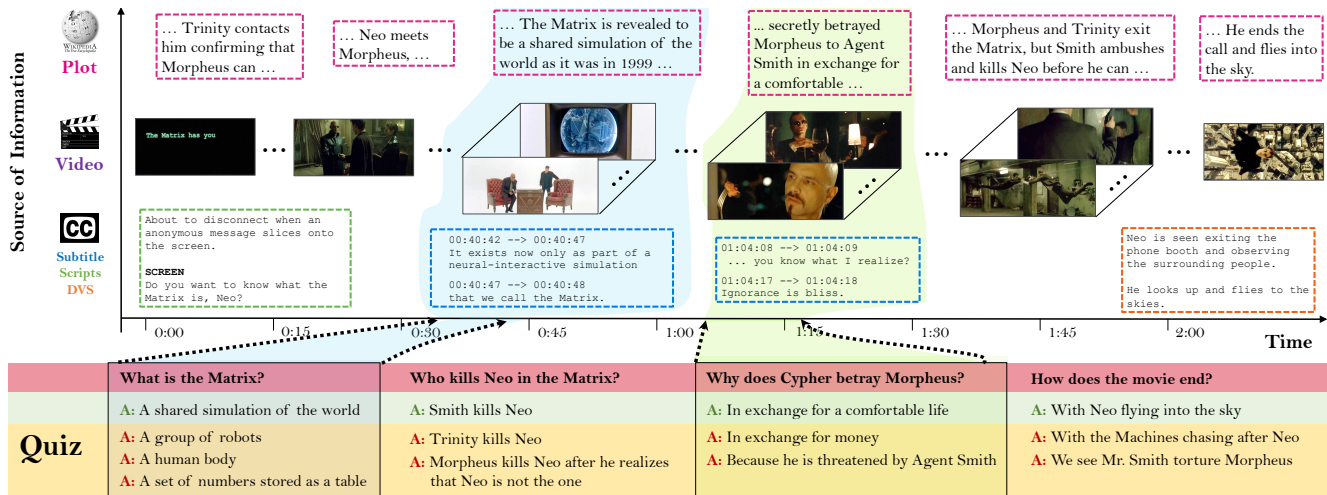 Source of Information
WIKIPEDIA
The Free Encyclopedia
Plot
… Trinity contacts
him confirming that
Morpheus can …
… Neo meets
Morpheus, …
… The Matrix is revealed to
be a shared simulation of the
world as it was in 1999 …
... secretly betrayed
Morpheus to Agent
Smith in exchange for
a comfortable …
… Morpheus and Trinity exit
the Matrix, but Smith ambushes
and kills Neo before he can …
… He ends the
call and flies into
the sky.
Video
The Matrix has you
CC
Subtitle
Scripts
DVS
About to disconnect when an
anonymous message slices onto
the screen.
SCREEN
Do you want to know what the
Matrix is, Neo?
00:40:42 --> 00:40:47
It exists now only as part of a
neural-interactive simulation
00:40:47 --> 00:40:48
that we call the Matrix.
01:04:08 --> 01:04:09
... you know what I realize?
01:04:17 --> 01:04:18
Ignorance is bliss.
Neo is seen exiting the
phone booth and observing
the surrounding people.
He looks up and flies to the
skies.
0:00 0:15 0:30 0:45 1:00 1:15 1:30 1:45 2:00
Time
Quiz
What is the Matrix?
A: A shared simulation of the world
A: A group of robots
A: A human body
A: A set of numbers stored as a table
Who kills Neo in the Matrix?
A: Smith kills Neo
A: Trinity kills Neo
A: Morpheus kills Neo after he realizes
that Neo is not the one
Why does Cypher betray Morpheus?
A: In exchange for a comfortable life
A: In exchange for money
A: Because he is threatened by Agent Smith
How does the movie end?
A: With Neo flying into the sky
A: With the Machines chasing after Neo
A: We see Mr. Smith torture Morpheus